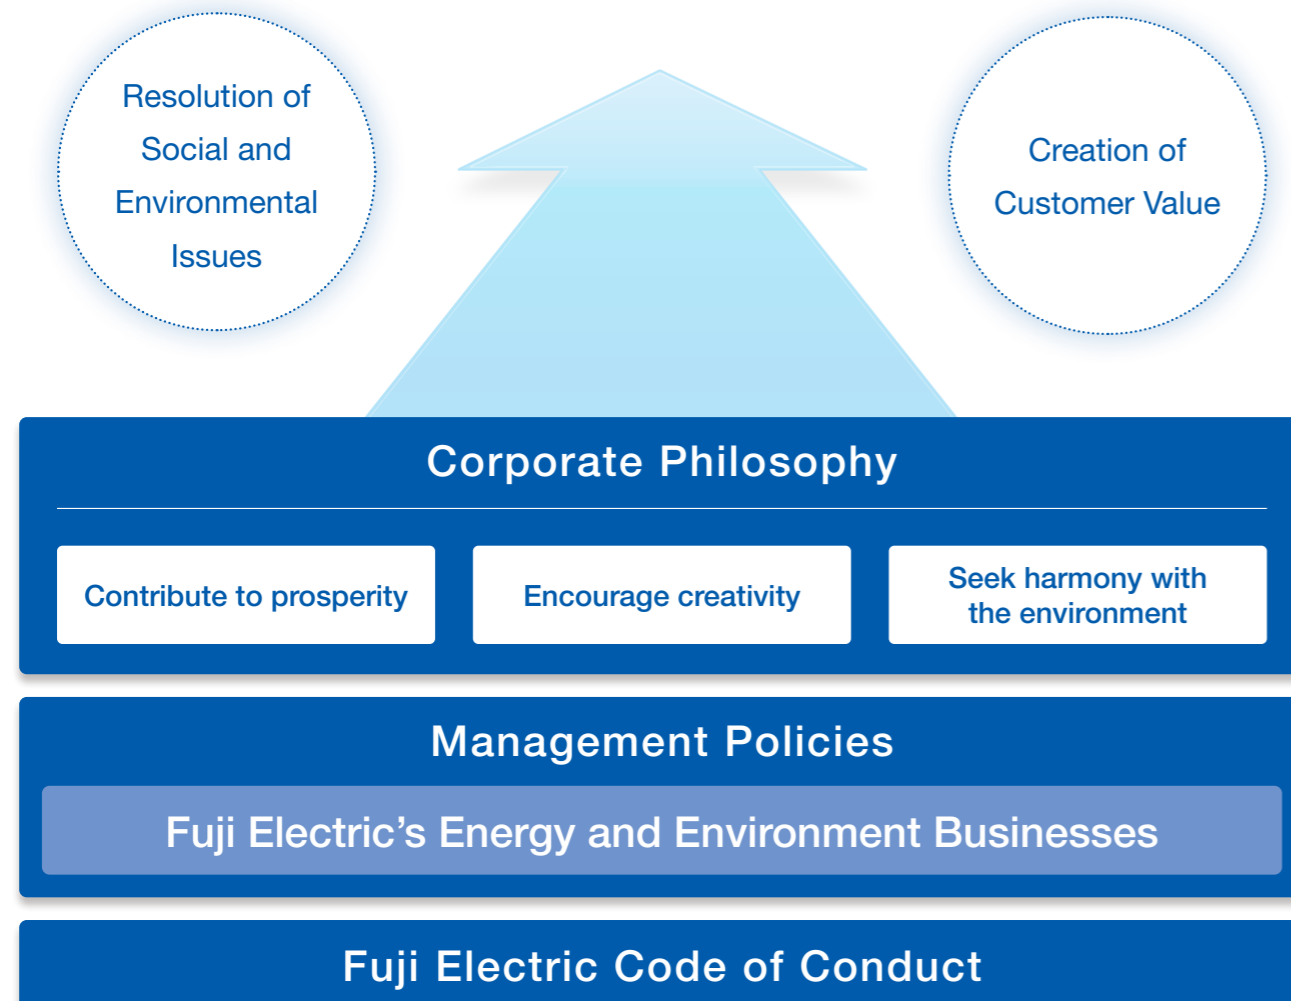 Resolution of
Social and
Environmental
Issues
Creation of
Customer Value
Corporate Philosophy
Contribute to prosperity
Encourage creativity
Seek harmony with
the environment
Management Policies
Fuji Electric’s Energy and Environment Businesses
Fuji Electric Code of Conduct